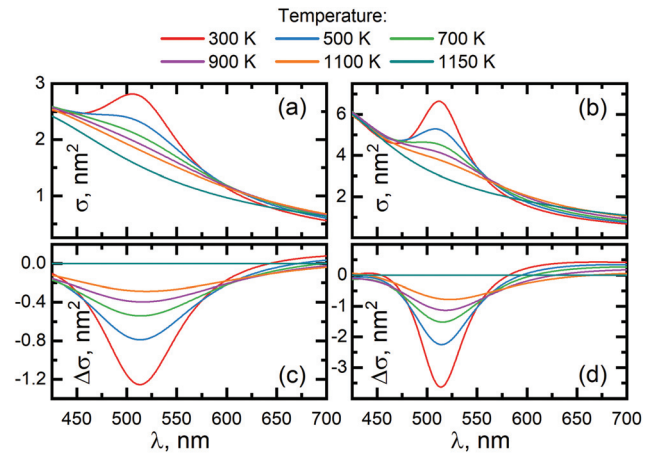 Temperature:
300 K 500 K 700 K
900 K 1100 K 1150 K
3
2
1
σ, nm²
(a)
6
4
2
σ, nm²
(b)
0.0
-0.4
-0.8
-1.2
Δσ, nm²
(c)
450 500 550 600 650 700
λ, nm
0
-1
-2
-3
Δσ, nm²
(d)
450 500 550 600 650 700
λ, nm